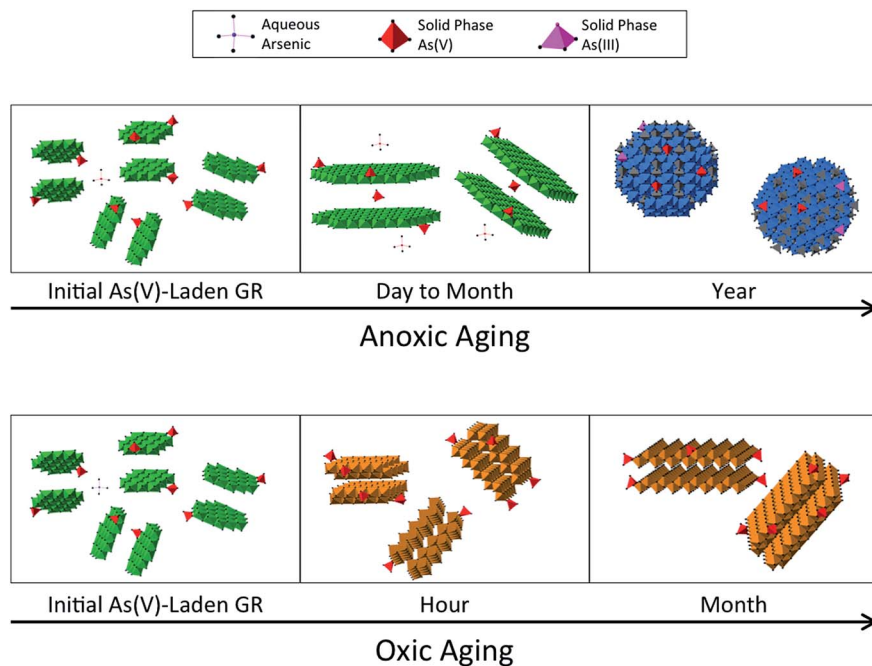 Aqueous
Arsenic
Solid Phase
As(V)
Solid Phase
As(III)
Initial As(V)-Laden GR
Day to Month
Year
Anoxic Aging
Initial As(V)-Laden GR
Hour
Month
Oxic Aging